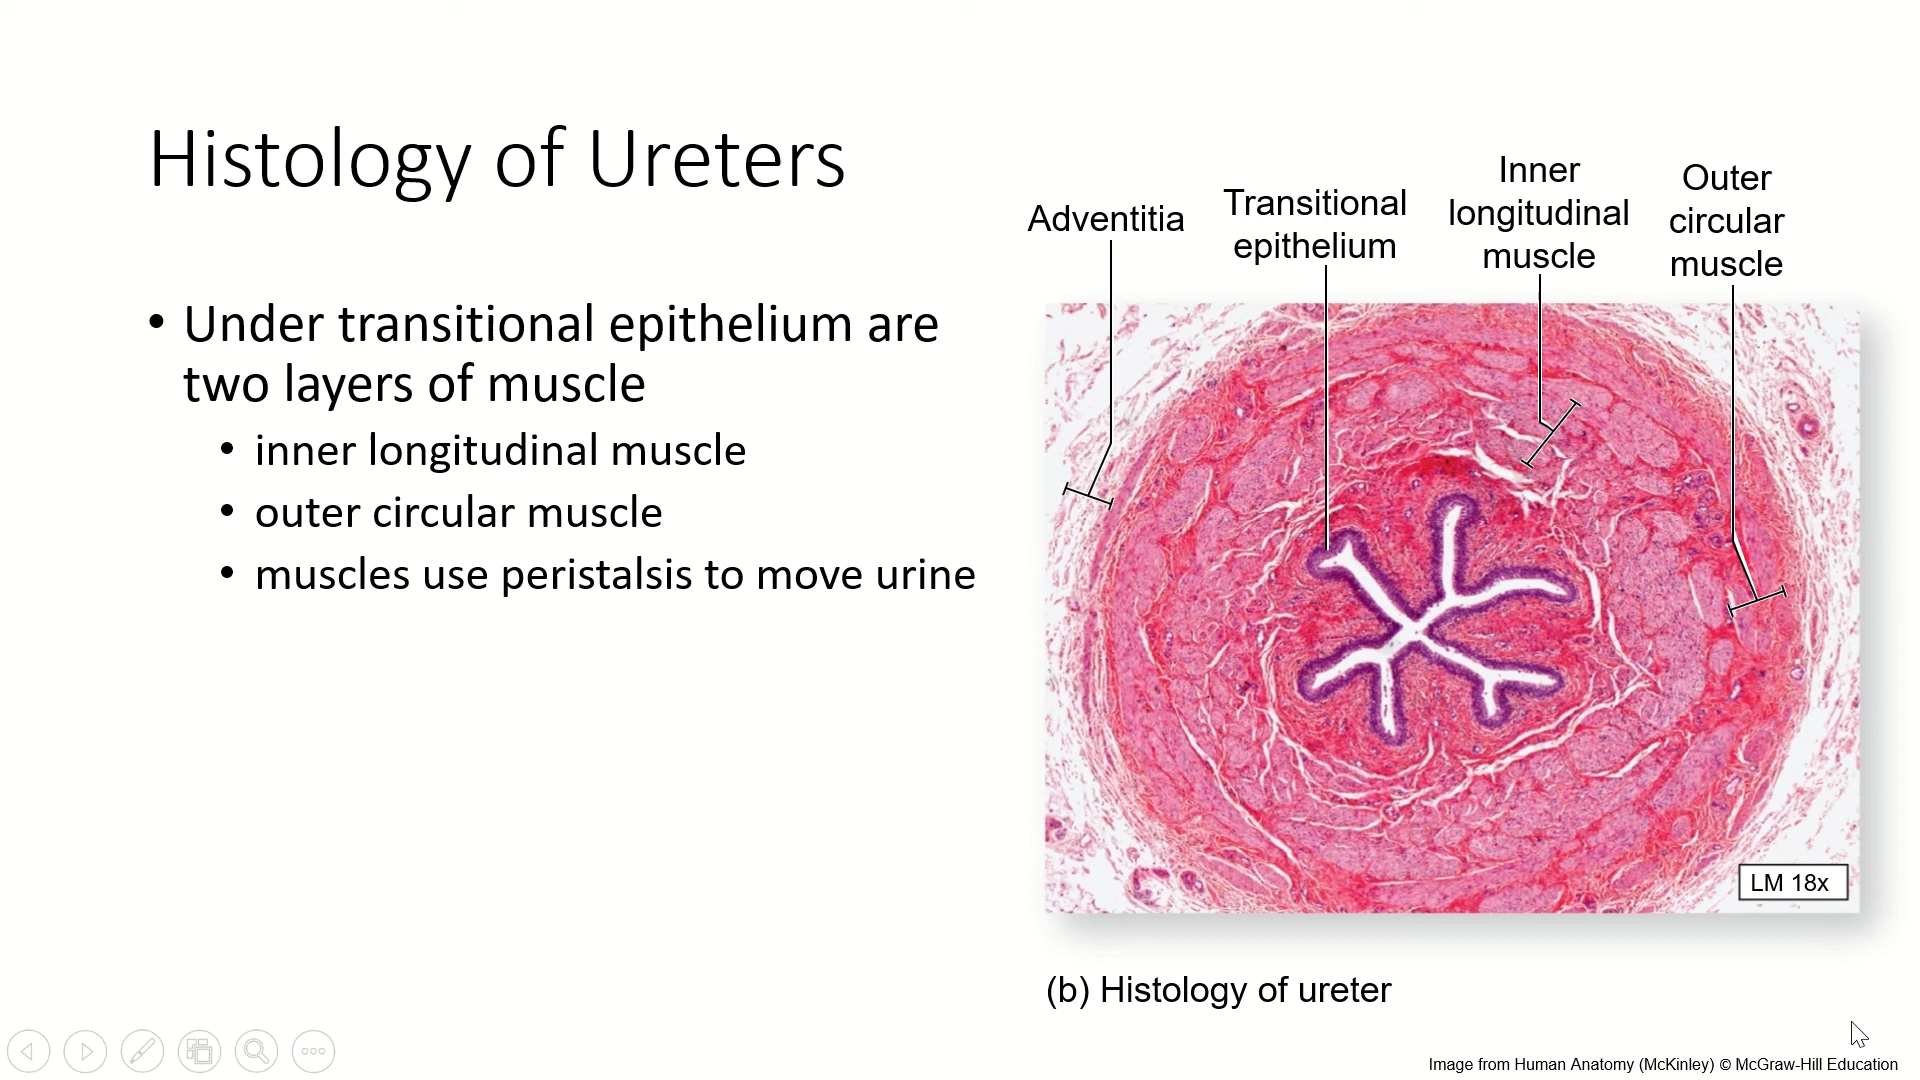 Histology of Ureters
• Under transitional epithelium are
two layers of muscle
• inner longitudinal muscle
• outer circular muscle
• muscles use peristalsis to move urine
Adventitia
Transitional
epithelium
Inner
longitudinal
muscle
Outer
circular
muscle
LM 18x
(b) Histology of ureter
Image from Human Anatomy (McKinley) © McGraw-Hill Education